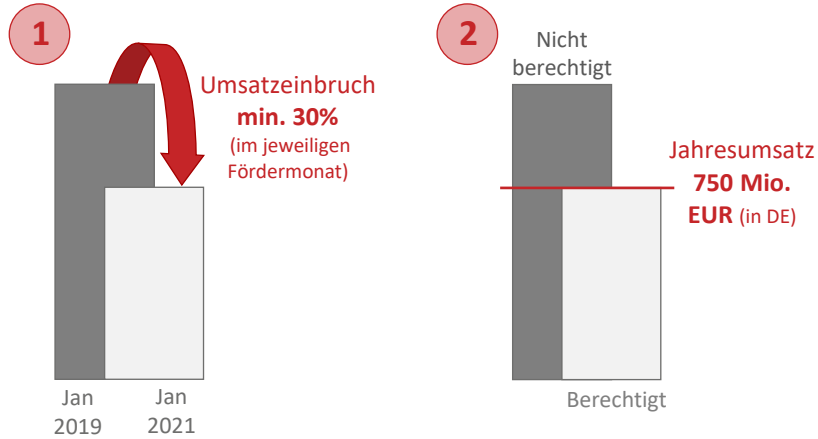 1
Umsatzeinbruch
min. 30%
(im jeweiligen
Fördermonat)
Jan
2019
Jan
2021
2
Nicht
berechtigt
Jahresumsatz
750 Mio.
EUR (in DE)
Berechtigt